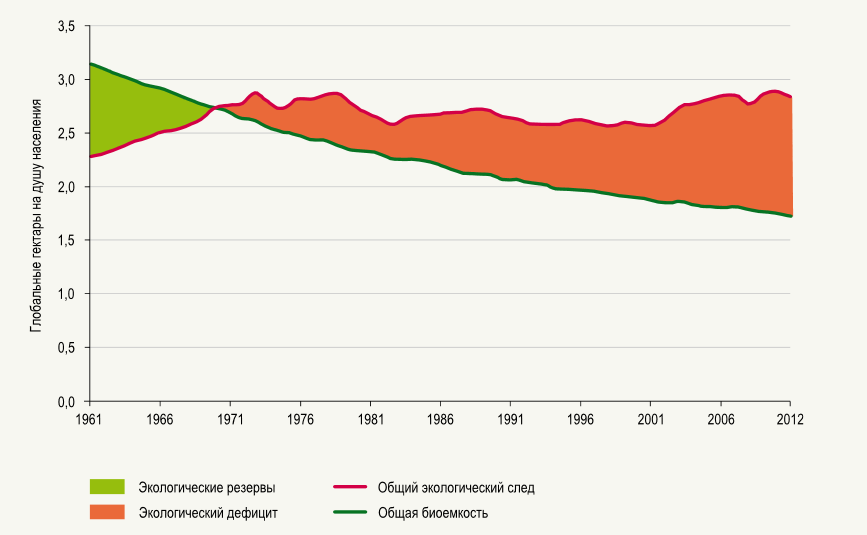 Глобальные гектары на душу населения
3,5
3,0
2,5
2,0
1,5
1,0
0,5
0,0
1961 1966 1971 1976 1981 1986 1991 1996 2001 2006 2012
Экологические резервы
Общий экологический след
Экологический дефицит
Общая биоемкость